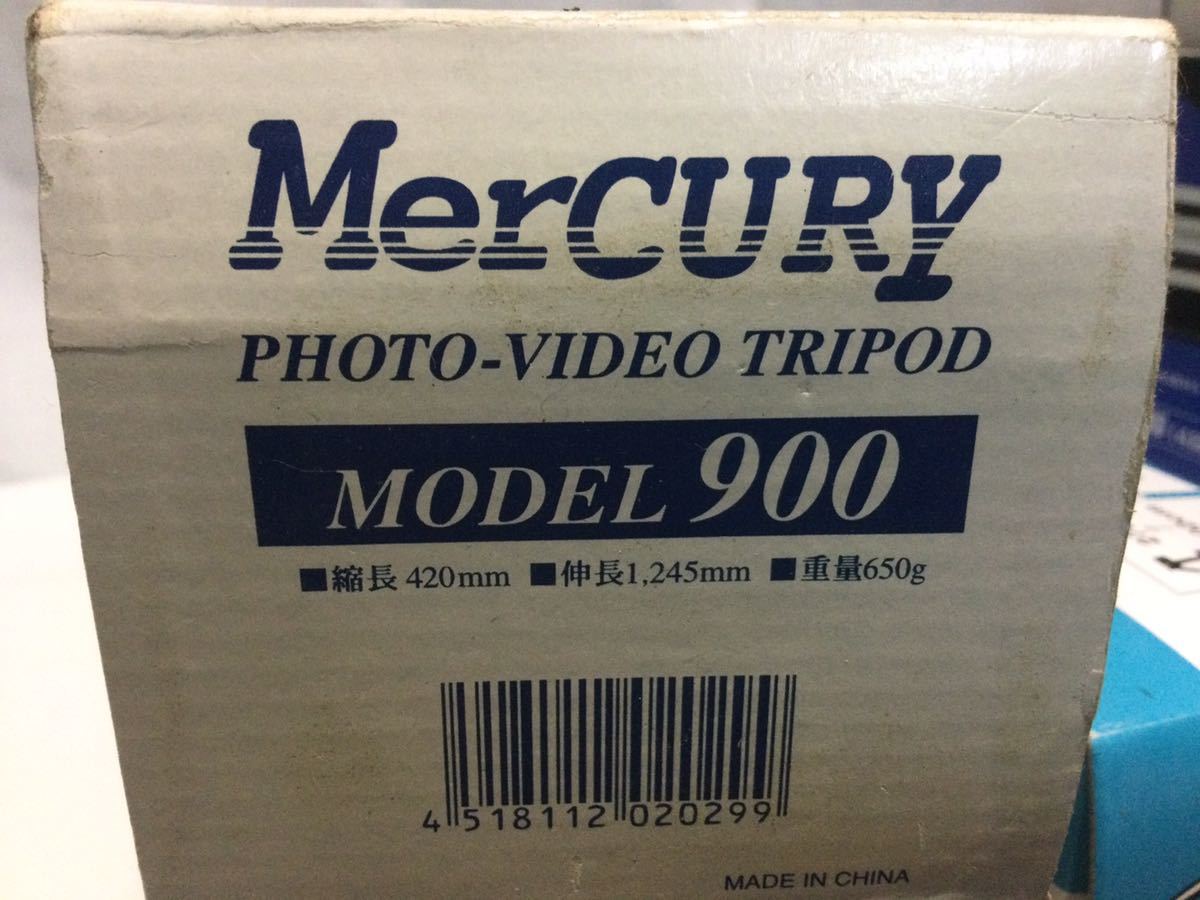 MerCURY
PHOTO-VIDEO TRIPOD
MODEL 900
■縮長 420mm ■伸長1,245mm ■重量650g
4 518112 020299
MADE IN CHINA